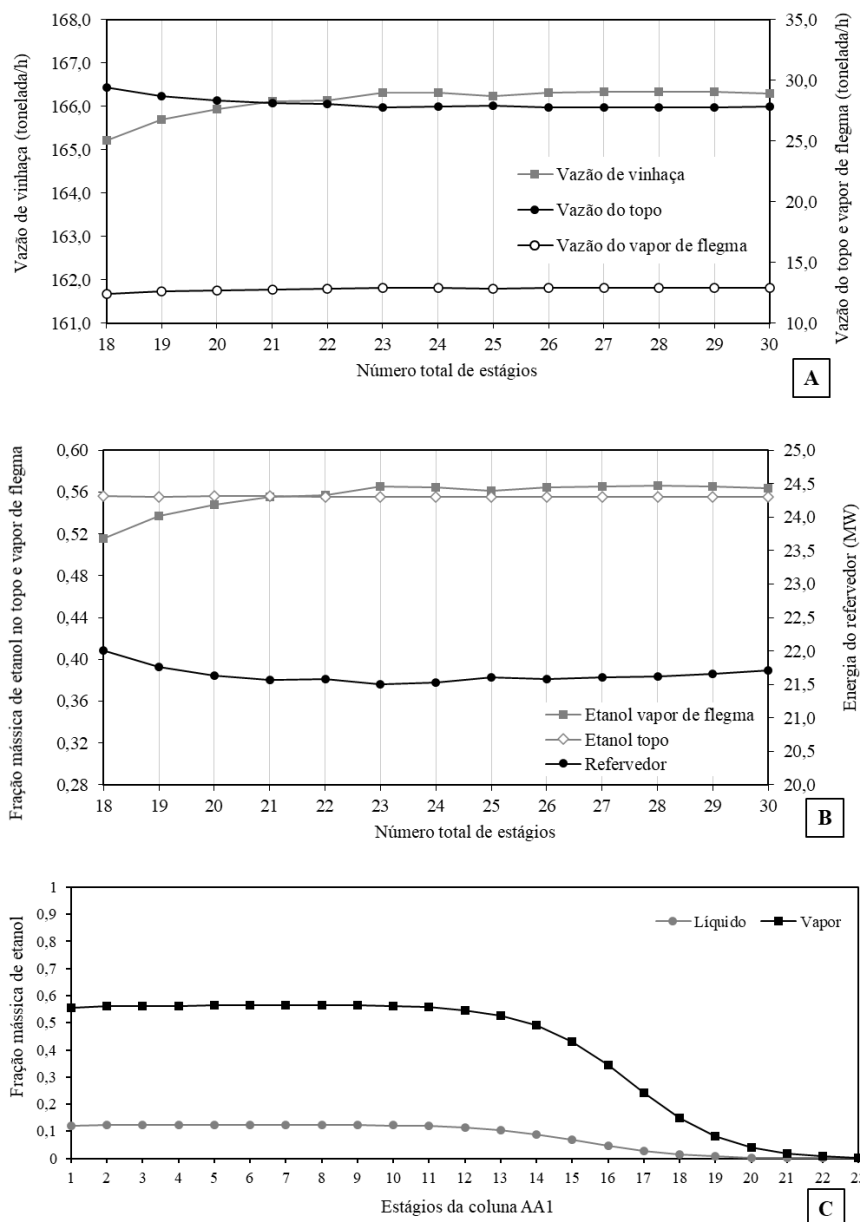 168,0
167,0
166,0
165,0
164,0
163,0
162,0
161,0
Vazão de vinhaça (tonelada/h)
35,0
30,0
25,0
20,0
15,0
10,0
Vazão do topo e vapor de flegma (tonelada/h)
Vazão de vinhaça
Vazão do topo
Vazão do vapor de flegma
18 19 20 21 22 23 24 25 26 27 28 29 30
Número total de estágios
A
0,60
0,56
0,52
0,48
0,44
0,40
0,36
0,32
0,28
Fração mássica de etanol no topo e vapor de flegma
25,0
24,5
24,0
23,5
23,0
22,5
22,0
21,5
21,0
20,5
20,0
Energia do refervedor (MW)
Etanol vapor de flegma
Etanol topo
Refervedor
18 19 20 21 22 23 24 25 26 27 28 29 30
Número total de estágios
B
1
0,9
0,8
0,7
0,6
0,5
0,4
0,3
0,2
0,1
0
Fração mássica de etanol
Líquido Vapor
1 2 3 4 5 6 7 8 9 10 11 12 13 14 15 16 17 18 19 20 21 22 23
Estágios da coluna AA1
C